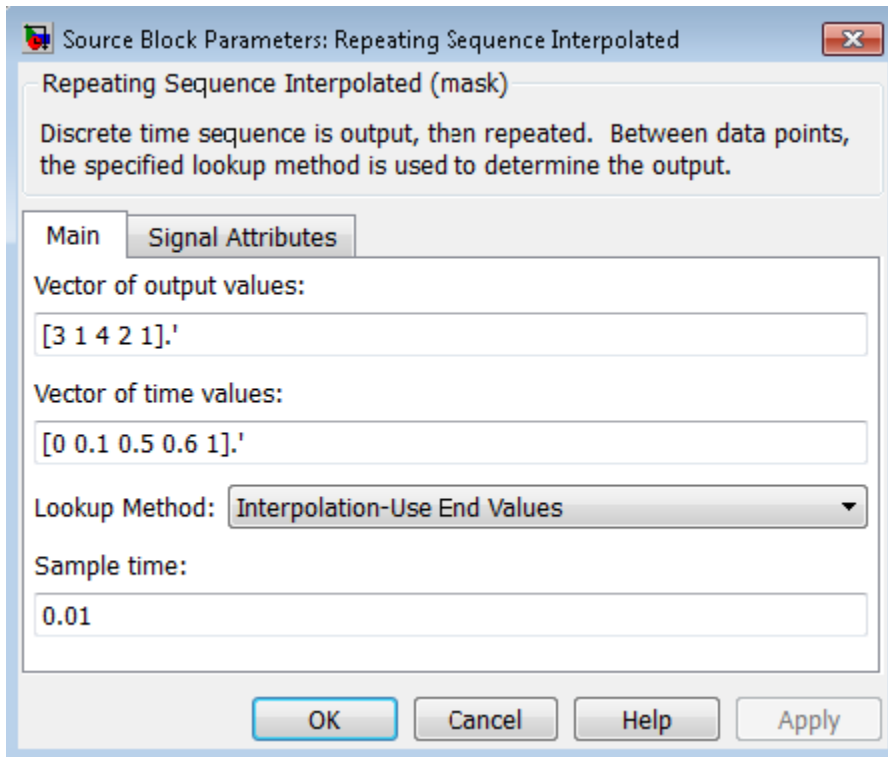 Source Block Parameters: Repeating Sequence Interpolated
Repeating Sequence Interpolated (mask)
Discrete time sequence is output, then repeated. Between data points,
the specified lookup method is used to determine the output.
Main
Signal Attributes
Vector of output values:
[3 1 4 2 1].'
Vector of time values:
[0 0.1 0.5 0.6 1].'
Lookup Method: Interpolation-Use End Values
Sample time:
0.01
OK
Cancel
Help
Apply